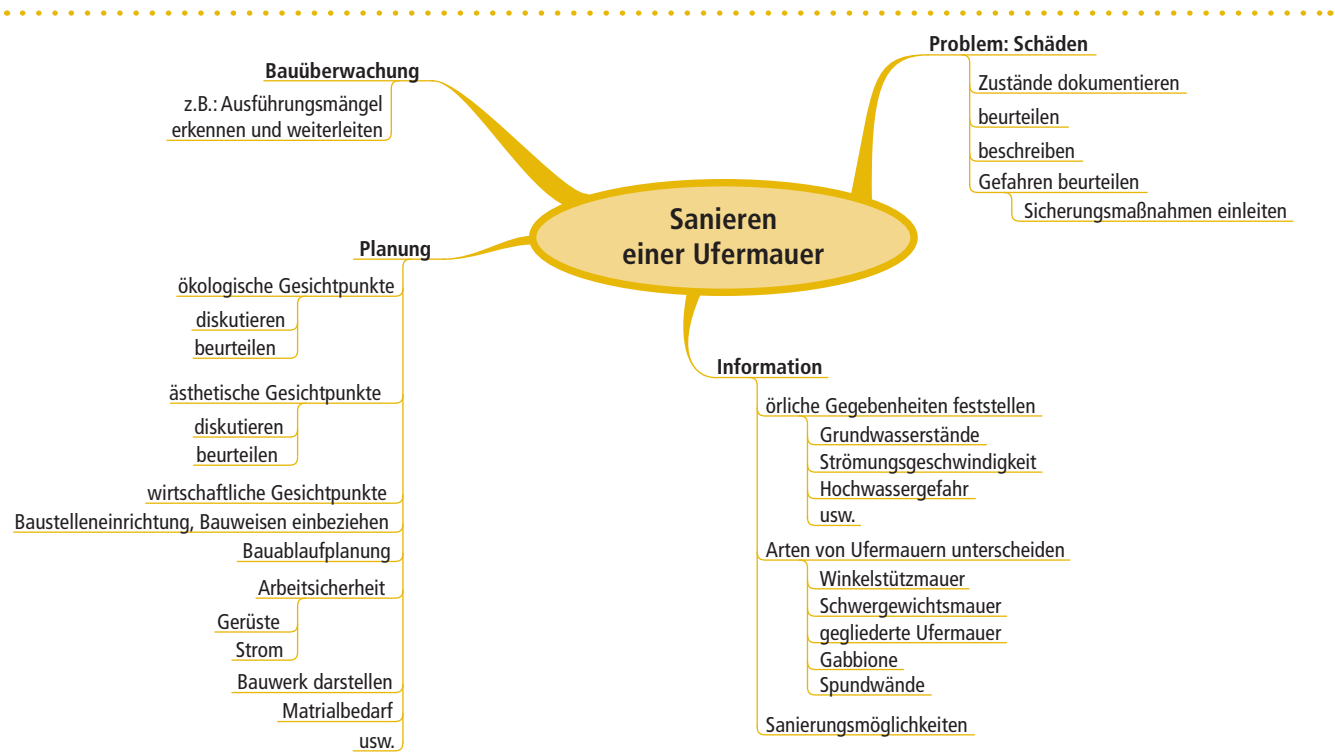 Sanieren
einer Ufermauer
Problem: Schäden
Zustände dokumentieren
beurteilen
beschreiben
Gefahren beurteilen
Sicherungsmaßnahmen einleiten
Information
örliche Gegebenheiten feststellen
Grundwasserstände
Strömungsgeschwindigkeit
Hochwassergefahr
usw.
Arten von Ufermauern unterscheiden
Winkelstützmauer
Schwergewichtsmauer
gegliederte Ufermauer
Gabbione
Spundwände
Sanierungsmöglichkeiten
Planung
ökologische Gesichtpunkte
diskutieren
beurteilen
ästhetische Gesichtpunkte
diskutieren
beurteilen
wirtschaftliche Gesichtpunkte
Baustelleneinrichtung, Bauweisen einbeziehen
Bauablaufplanung
Arbeitsicherheit
Gerüste
Strom
Bauwerk darstellen
Matrialbedarf
usw.
Bauüberwachung
z.B.: Ausführungsmängel
erkennen und weiterleiten